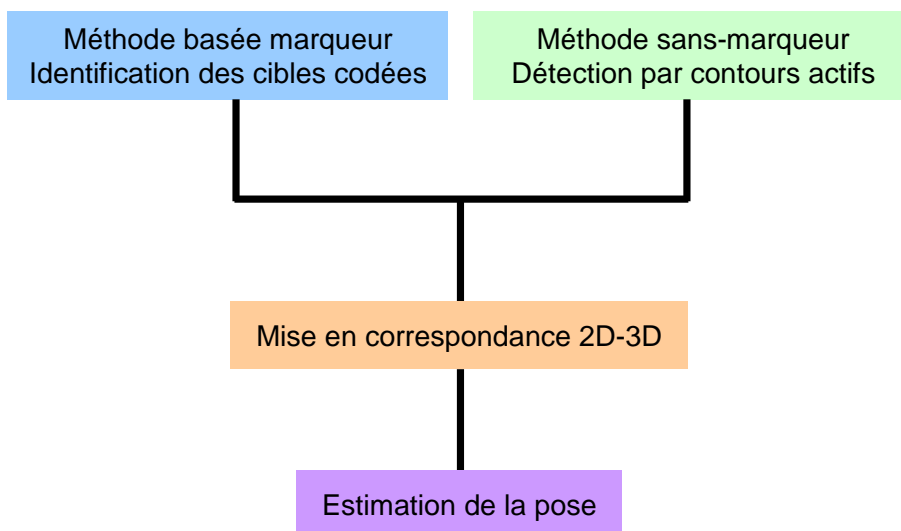 Méthode basée marqueur
Identification des cibles codées
Méthode sans-marqueur
Détection par contours actifs
Mise en correspondance 2D-3D
Estimation de la pose